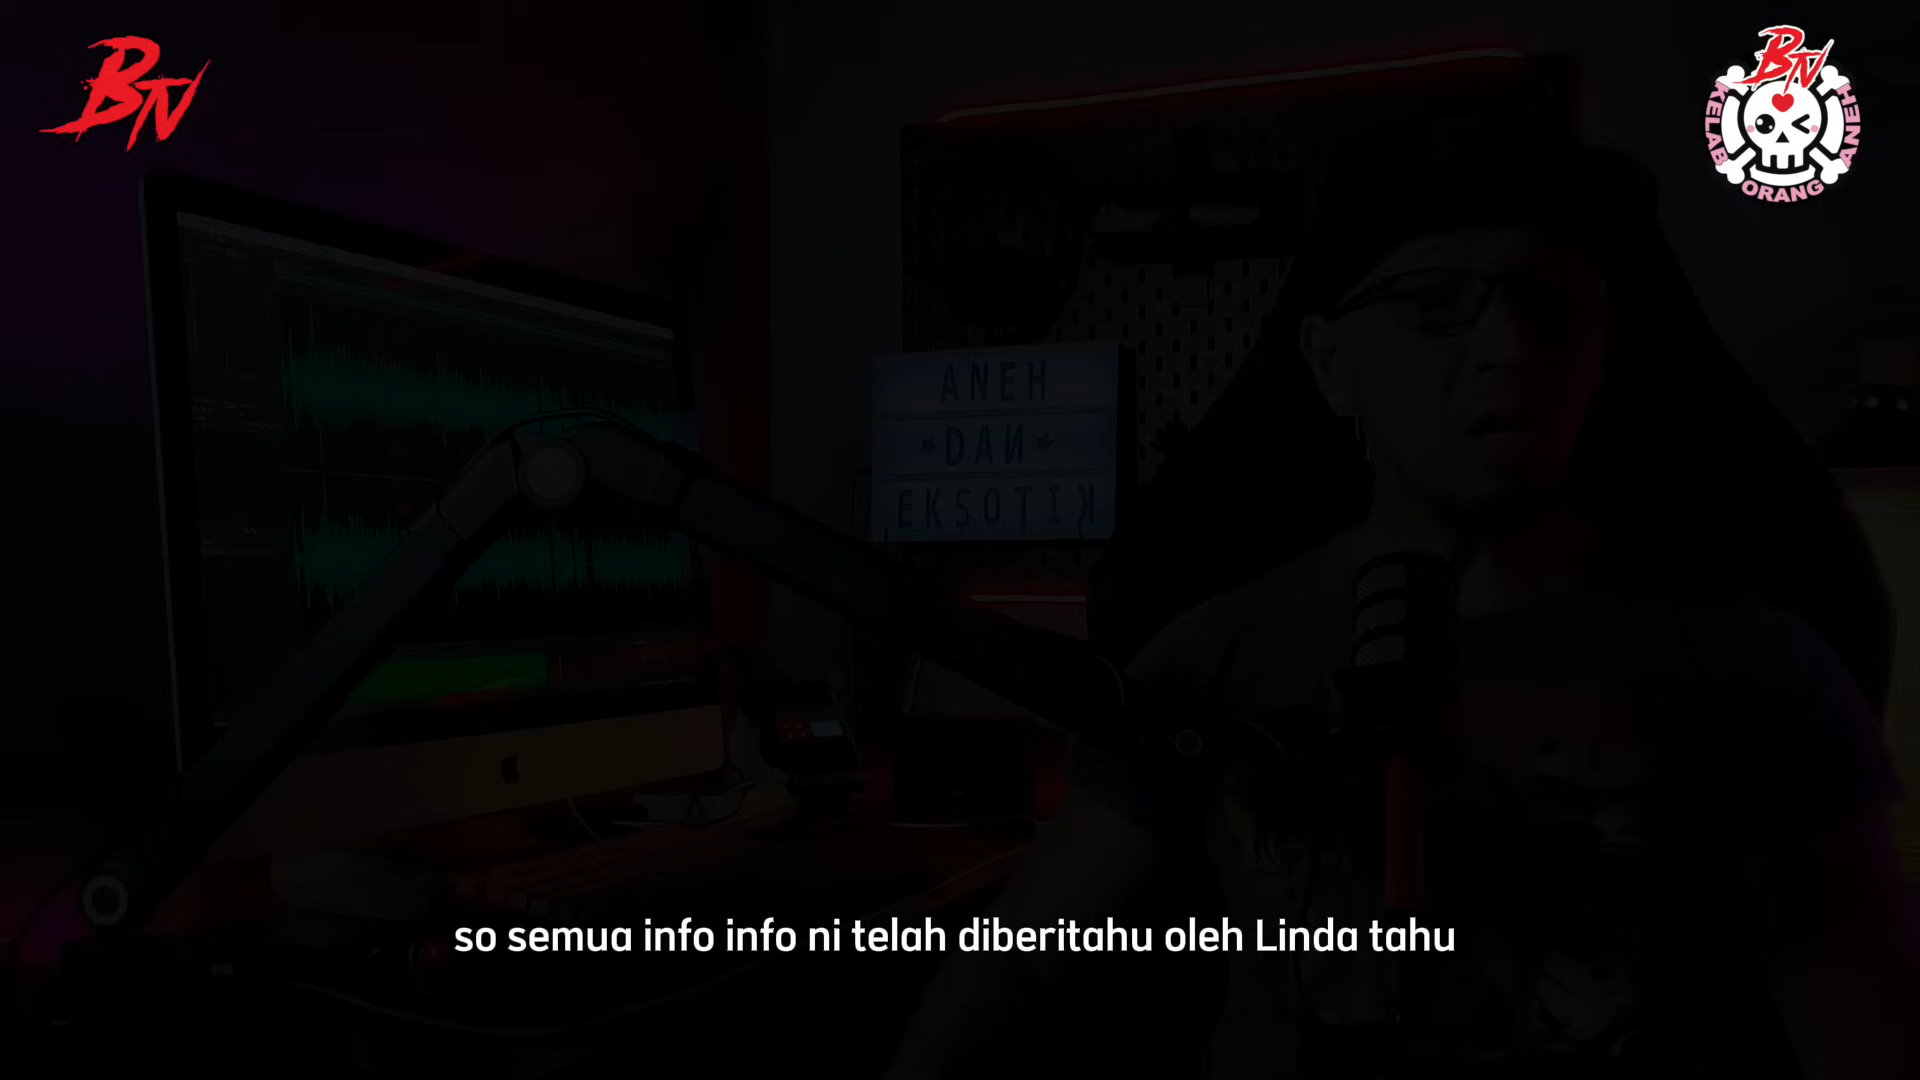 BN
BN
KELAB ORANG ANEH
ANEH
DAN
EKSOTIK
so semua info info ni telah diberitahu oleh Linda tahu